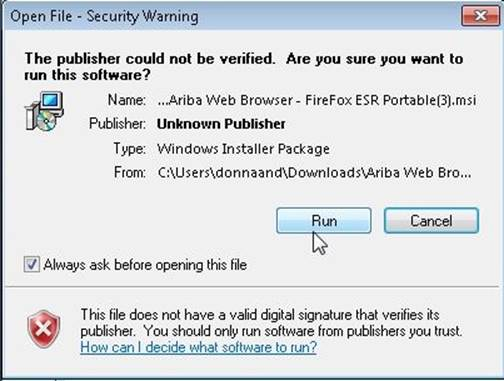 Open File - Security Warning
The publisher could not be verified.  Are you sure you want to
run this software?
Name: ...Ariba Web Browser - FireFox ESR Portable(3).msi
Publisher: Unknown Publisher
Type: Windows Installer Package
From: C:\Users\donnaand\Downloads\Ariba Web Bro...
Run Cancel
Always ask before opening this file
This file does not have a valid digital signature that verifies its
publisher.  You should only run software from publishers you trust.
How can I decide what software to run?